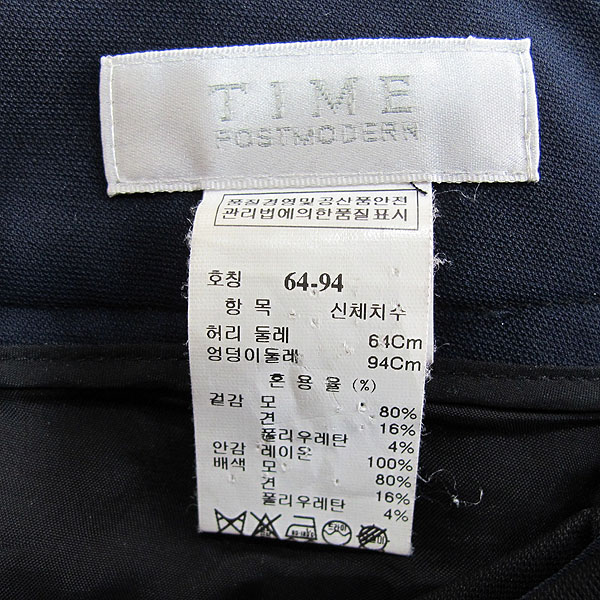 TIME
POSTMODERN
품질경영및공산품안전
관리법에의한품질표시
호칭 64-94
항 목 신체치수
허리 둘레 64Cm
엉덩이둘레 94Cm
혼 용 율 (%)
겉감 모 80%
견 16%
폴리우레탄 4%
안감 레이온 100%
배색 모 80%
견 16%
폴리우레탄 4%
드라이